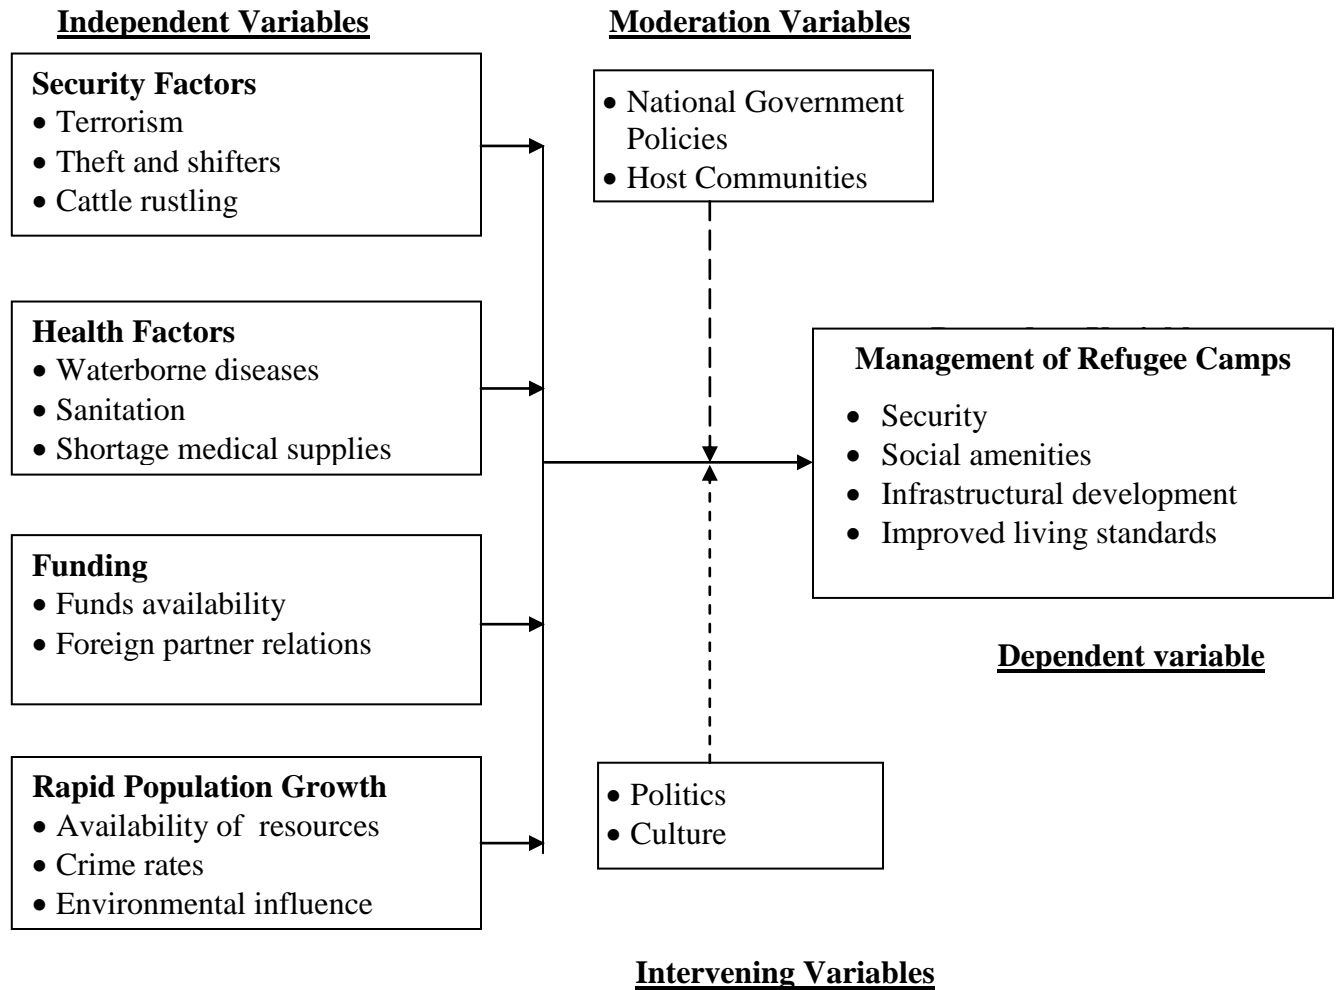 Independent Variables
Security Factors
• Terrorism
• Theft and shifters
• Cattle rustling
Health Factors
• Waterborne diseases
• Sanitation
• Shortage medical supplies
Funding
• Funds availability
• Foreign partner relations
Rapid Population Growth
• Availability of resources
• Crime rates
• Environmental influence
Moderation Variables
• National Government
Policies
• Host Communities
• Politics
• Culture
Intervening Variables
Management of Refugee Camps
• Security
• Social amenities
• Infrastructural development
• Improved living standards
Dependent variable